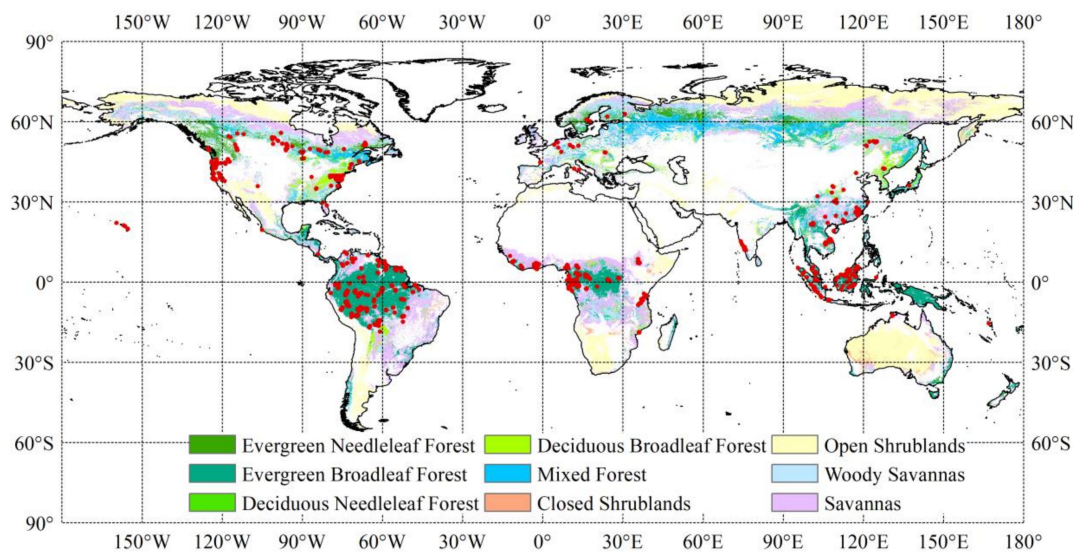 150°W 120°W 90°W 60°W 30°W 0° 30°E 60°E 90°E 120°E 150°E 180°
90° 90°
60°N 60°N
30°N 30°N
0° 0°
30°S 30°S
60°S 60°S
Evergreen Needleleaf Forest Deciduous Broadleaf Forest Open Shrublands
Evergreen Broadleaf Forest Mixed Forest Woody Savannas
Deciduous Needleleaf Forest Closed Shrublands Savannas
90° 90°
150°W 120°W 90°W 60°W 30°W 0° 30°E 60°E 90°E 120°E 150°E 180°